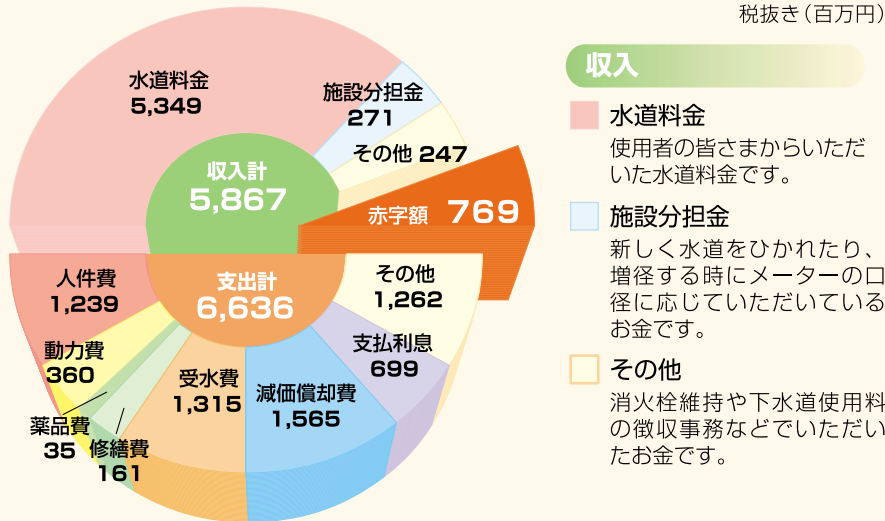 税抜き（百万円）
水道料金
5,349
施設分担金
271
その他 247
収入計
5,867
赤字額 769
支出計
6,636
人件費
1,239
動力費
360
薬品費
35
修繕費
161
受水費
1,315
減価償却費
1,565
支払利息
699
その他
1,262
収入
水道料金
使用者の皆さまからいただ
いた水道料金です。
施設分担金
新しく水道をひかれたり、
増径する時にメーターの口
径に応じていただいている
お金です。
その他
消火栓維持や下水道使用料
の徴収事務などでいただい
たお金です。